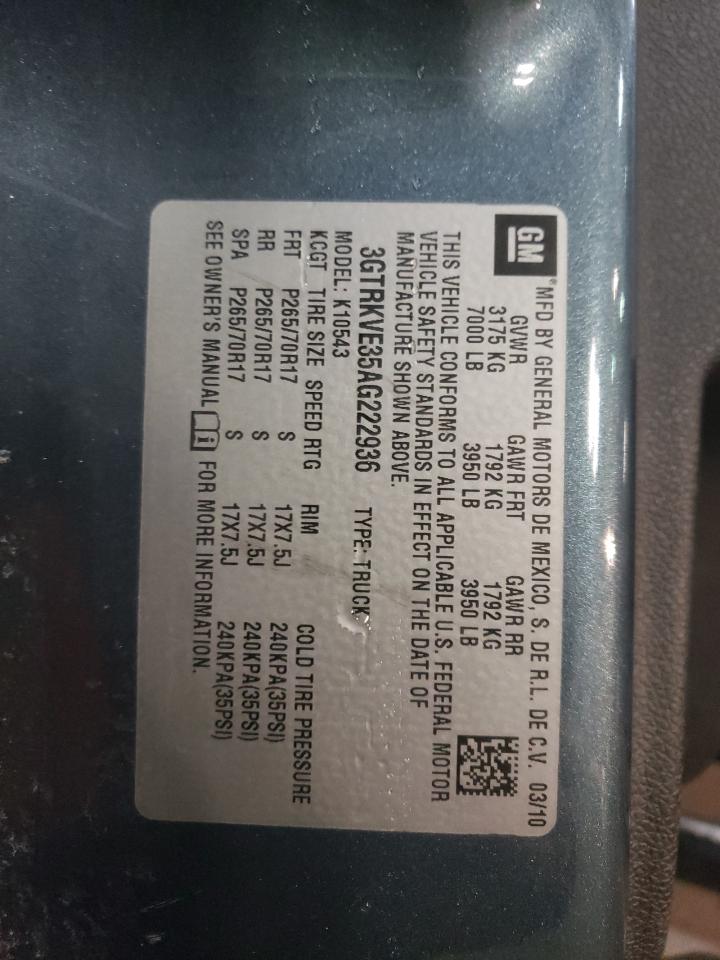 GM
® MFD BY GENERAL MOTORS DE MEXICO, S. DE R.L. DE C.V. 03/10
GVWR GAWR FRT GAWR RR
3175 KG 1792 KG 1792 KG
7000 LB 3950 LB 3950 LB
THIS VEHICLE CONFORMS TO ALL APPLICABLE U.S. FEDERAL MOTOR
VEHICLE SAFETY STANDARDS IN EFFECT ON THE DATE OF
MANUFACTURE SHOWN ABOVE.
3GTRKVE35AG222936 TYPE: TRUCK
MODEL: K10543
KCGT TIRE SIZE SPEED RTG RIM COLD TIRE PRESSURE
FRT P265/70R17 S 17X7.5J 240KPA(35PSI)
RR P265/70R17 S 17X7.5J 240KPA(35PSI)
SPA P265/70R17 S 17X7.5J 240KPA(35PSI)
SEE OWNER'S MANUAL i FOR MORE INFORMATION.